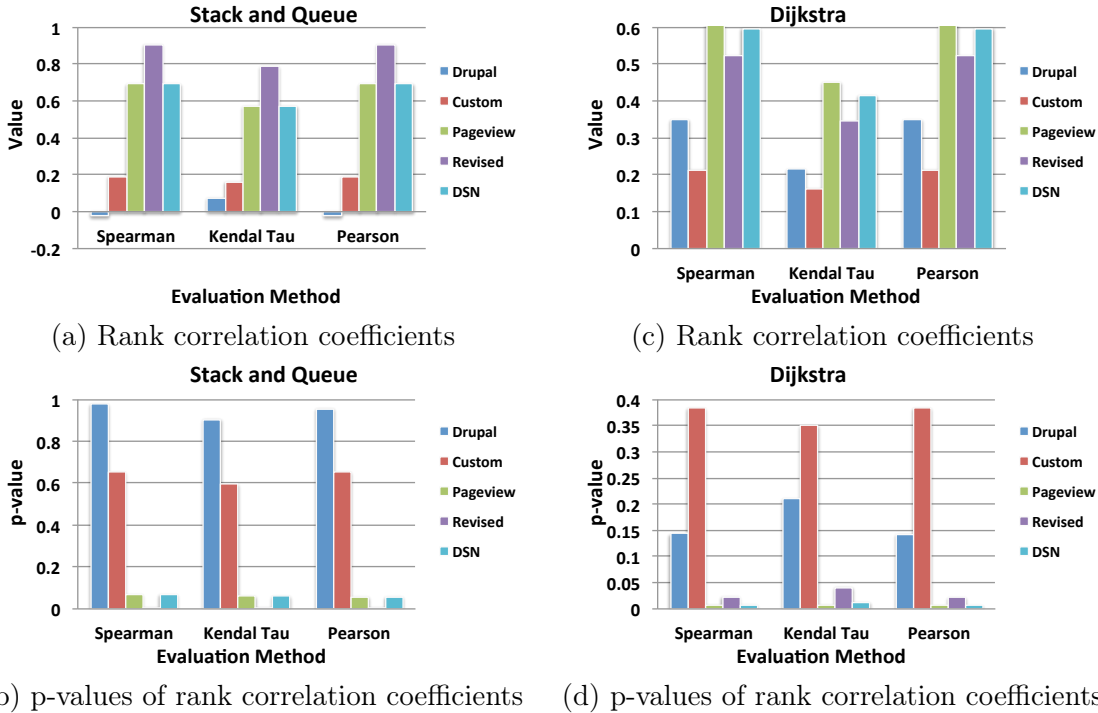 Stack and Queue
1
0.8
0.6
0.4
0.2
0
-0.2
Value
Spearman Kendal Tau Pearson
Evaluation Method
Drupal
Custom
Pageview
Revised
DSN
(a) Rank correlation coefficients
Dijkstra
0.6
0.5
0.4
0.3
0.2
0.1
0
Value
Spearman Kendal Tau Pearson
Evaluation Method
Drupal
Custom
Pageview
Revised
DSN
(c) Rank correlation coefficients
Stack and Queue
1
0.8
0.6
0.4
0.2
0
p-value
Spearman Kendal Tau Pearson
Evaluation Method
Drupal
Custom
Pageview
Revised
DSN
) p-values of rank correlation coefficients
Dijkstra
0.4
0.35
0.3
0.25
0.2
0.15
0.1
0.05
0
p-value
Spearman Kendal Tau Pearson
Evaluation Method
Drupal
Custom
Pageview
Revised
DSN
(d) p-values of rank correlation coefficients